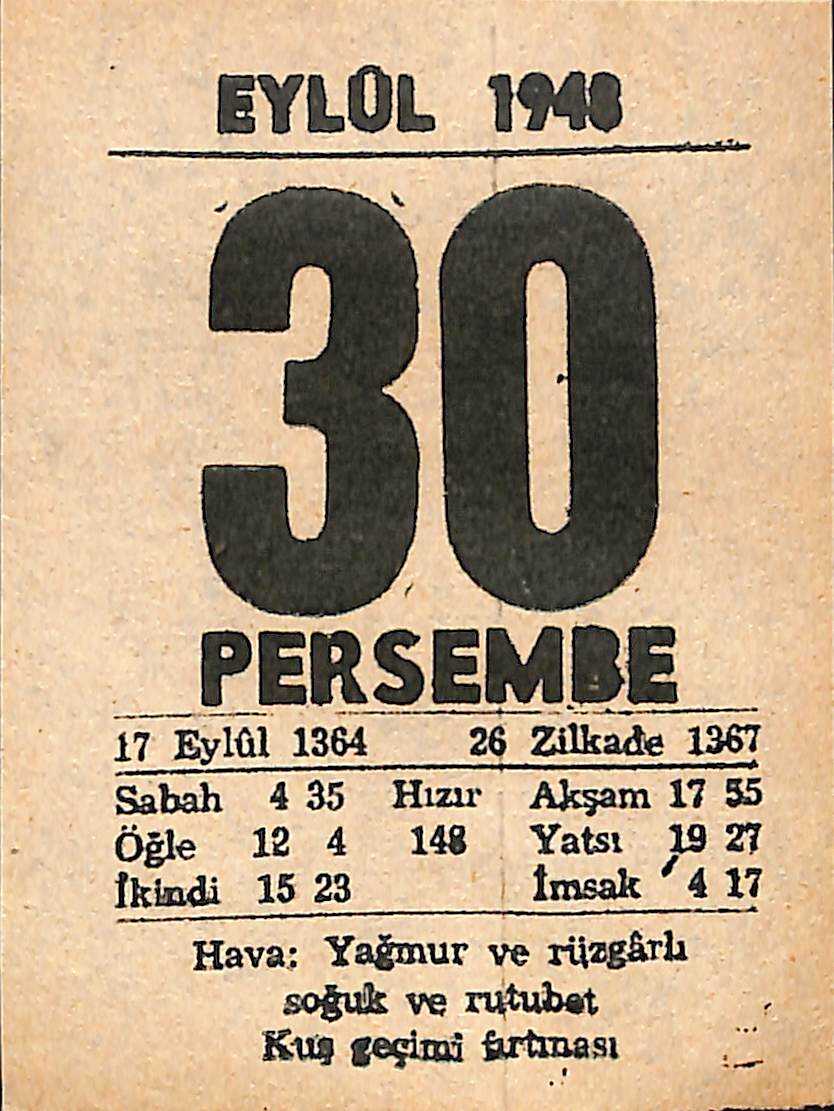 EYLÛL 1948
30
PERSEMBE
17 Eylûl 1364 26 Zilkade 1367
Sabah 4 35 Hızır Akşam 17 55
Öğle 12 4 148 Yatsı 19 27
İkindi 15 23 İmsak 4 17
Hava: Yağmur ve rüzgârlı
soğuk ve rutubet
Kuş geçimi fırtınası